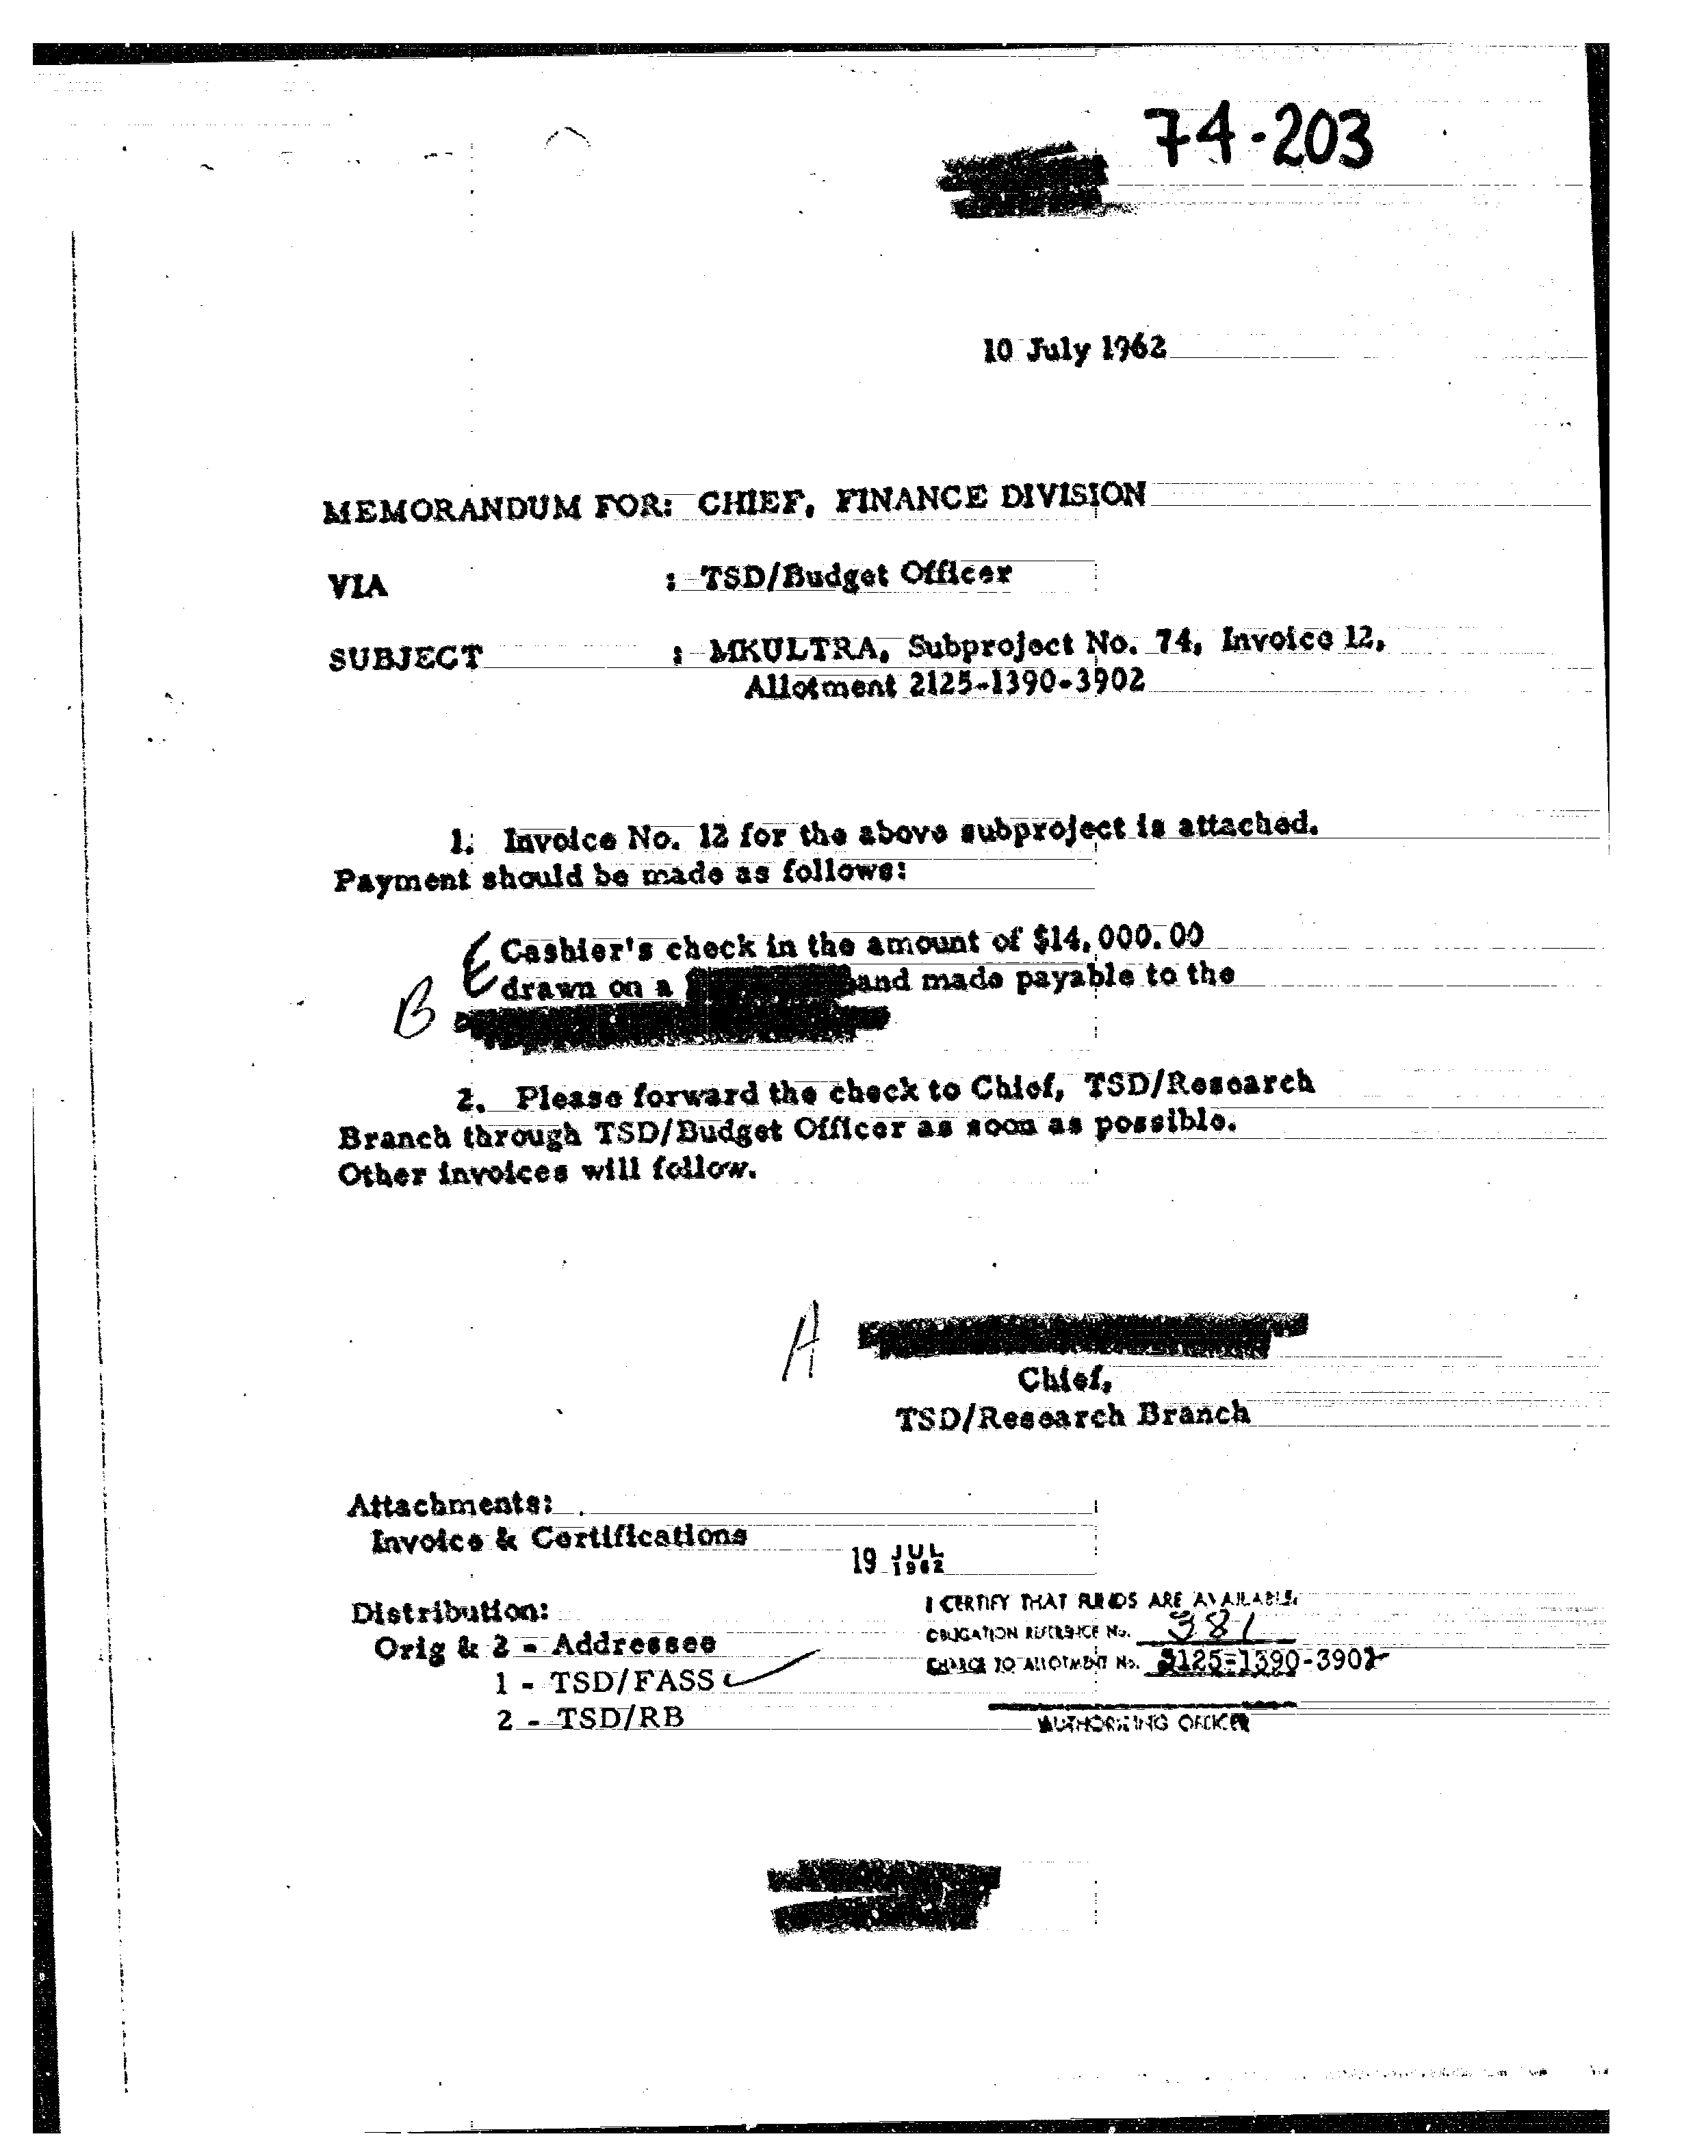 74-203
10 July 1962
MEMORANDUM FOR: CHIEF, FINANCE DIVISION
VIA : TSD/Budget Officer
SUBJECT : MKULTRA, Subproject No. 74, Invoice 12,
Allotment 2125-1390-3902
1. Invoice No. 12 for the above subproject is attached.
Payment should be made as follows:
Cashier's check in the amount of $14,000.00
drawn on a and made payable to the
B
2. Please forward the check to Chief, TSD/Research
Branch through TSD/Budget Officer as soon as possible.
Other invoices will follow.
A
Chief,
TSD/Research Branch
Attachments:
Invoice & Certifications
19 JUL 1962
Distribution:
Orig & 2 - Addressee
1 - TSD/FASS
2 - TSD/RB
I CERTIFY THAT FUNDS ARE AVAILABLE.
OBLIGATION REFERENCE No. 381
CHARGE TO ALLOTMENT No. 2125-1390-3902
AUTHORIZING OFFICER